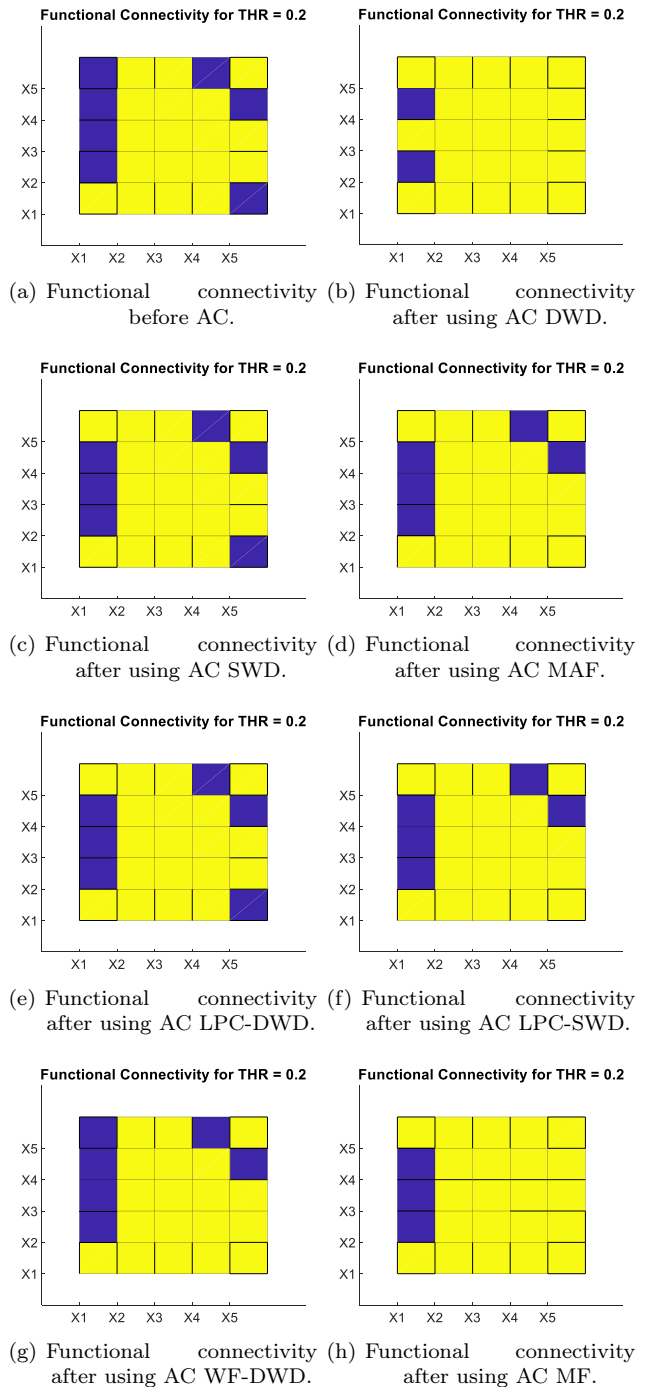 Functional Connectivity for THR = 0.2
X5
X4
X3
X2
X1
X1 X2 X3 X4 X5
(a) Functional connectivity
before AC.
Functional Connectivity for THR = 0.2
X5
X4
X3
X2
X1
X1 X2 X3 X4 X5
(b) Functional connectivity
after using AC DWD.
Functional Connectivity for THR = 0.2
X5
X4
X3
X2
X1
X1 X2 X3 X4 X5
(c) Functional connectivity
after using AC SWD.
Functional Connectivity for THR = 0.2
X5
X4
X3
X2
X1
X1 X2 X3 X4 X5
(d) Functional connectivity
after using AC MAF.
Functional Connectivity for THR = 0.2
X5
X4
X3
X2
X1
X1 X2 X3 X4 X5
(e) Functional connectivity
after using AC LPC-DWD.
Functional Connectivity for THR = 0.2
X5
X4
X3
X2
X1
X1 X2 X3 X4 X5
(f) Functional connectivity
after using AC LPC-SWD.
Functional Connectivity for THR = 0.2
X5
X4
X3
X2
X1
X1 X2 X3 X4 X5
(g) Functional connectivity
after using AC WF-DWD.
Functional Connectivity for THR = 0.2
X5
X4
X3
X2
X1
X1 X2 X3 X4 X5
(h) Functional connectivity
after using AC MF.